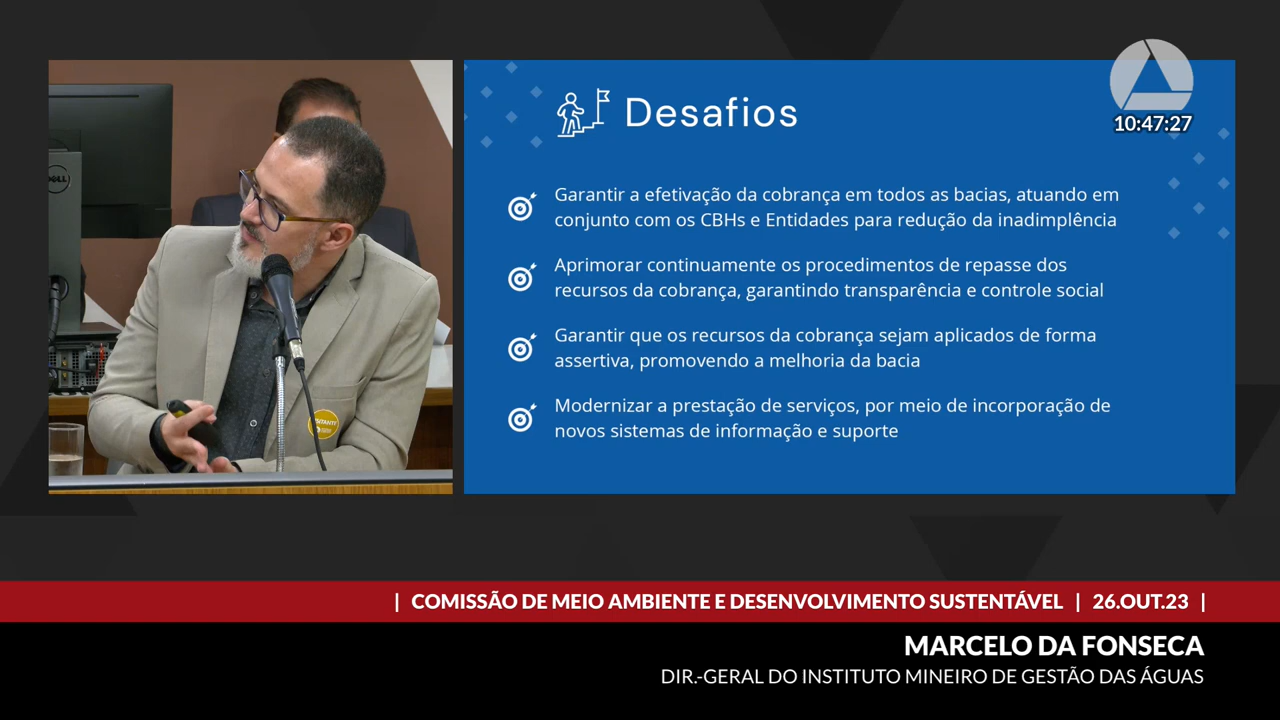 Desafios
10:47:27
Garantir a efetivação da cobrança em todos as bacias, atuando em
conjunto com os CBHs e Entidades para redução da inadimplência
Aprimorar continuamente os procedimentos de repasse dos
recursos da cobrança, garantindo transparência e controle social
Garantir que os recursos da cobrança sejam aplicados de forma
assertiva, promovendo a melhoria da bacia
Modernizar a prestação de serviços, por meio de incorporação de
novos sistemas de informação e suporte
DELL
| COMISSÃO DE MEIO AMBIENTE E DESENVOLVIMENTO SUSTENTÁVEL | 26.OUT.23 |
MARCELO DA FONSECA
DIR.-GERAL DO INSTITUTO MINEIRO DE GESTÃO DAS ÁGUAS